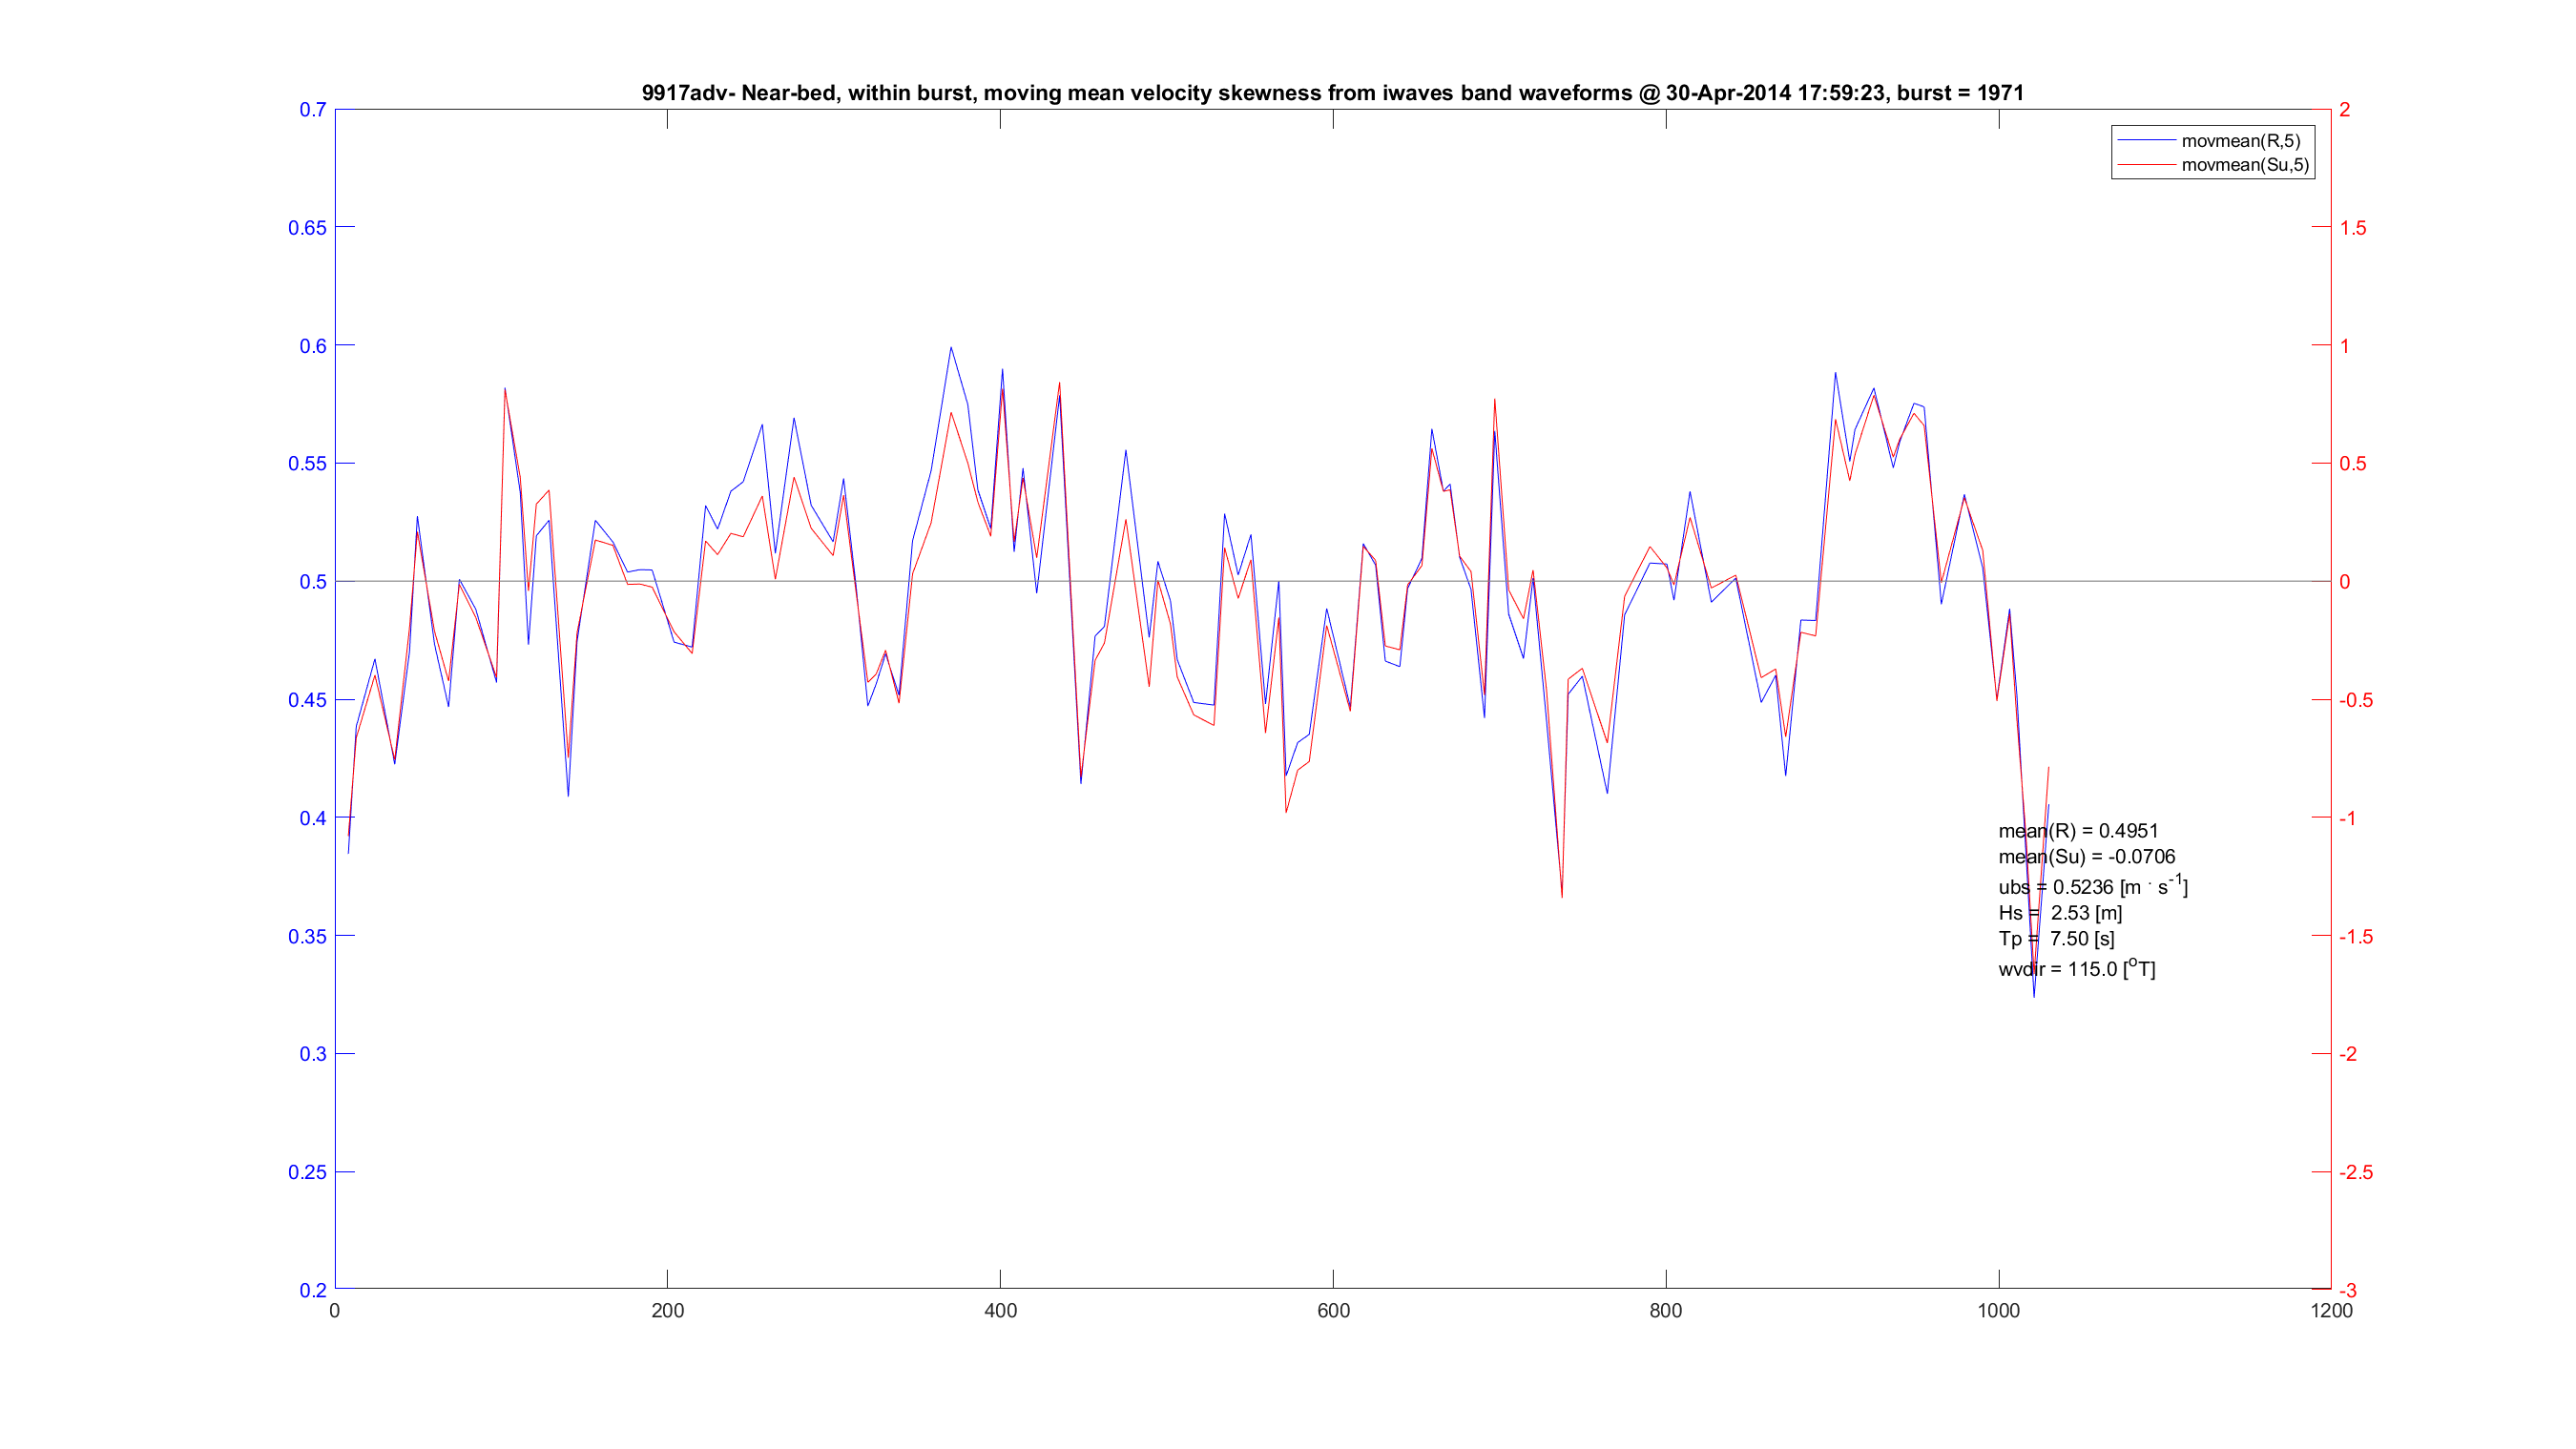 9917adv- Near-bed, within burst, moving mean velocity skewness from iwaves band waveforms @ 30-Apr-2014 17:59:23, burst = 1971
0.7
0.65
0.6
0.55
0.5
0.45
0.4
0.35
0.3
0.25
0.2
2
1.5
1
0.5
0
-0.5
-1
-1.5
-2
-2.5
-3
movmean(R,5)
movmean(Su,5)
mean(R) = 0.4951
mean(Su) = -0.0706
ubs = 0.5236 [m · s⁻¹]
Hs = 2.53 [m]
Tp = 7.50 [s]
wvdir = 115.0 [°T]
0 200 400 600 800 1000 1200